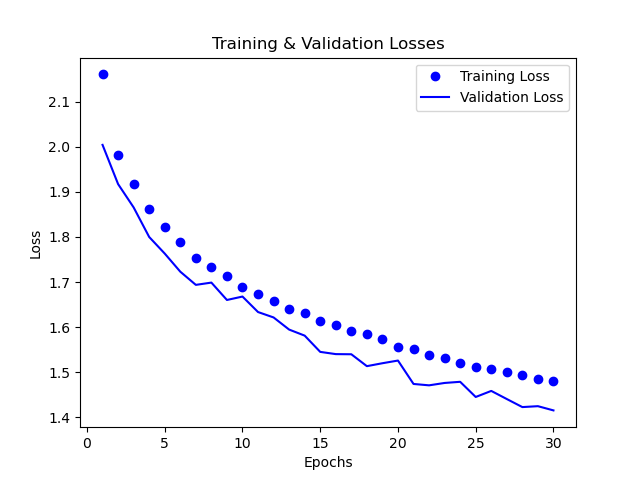 Training & Validation Losses
Training Loss
Validation Loss
2.1
2.0
1.9
1.8
1.7
1.6
1.5
1.4
Loss
0 5 10 15 20 25 30
Epochs